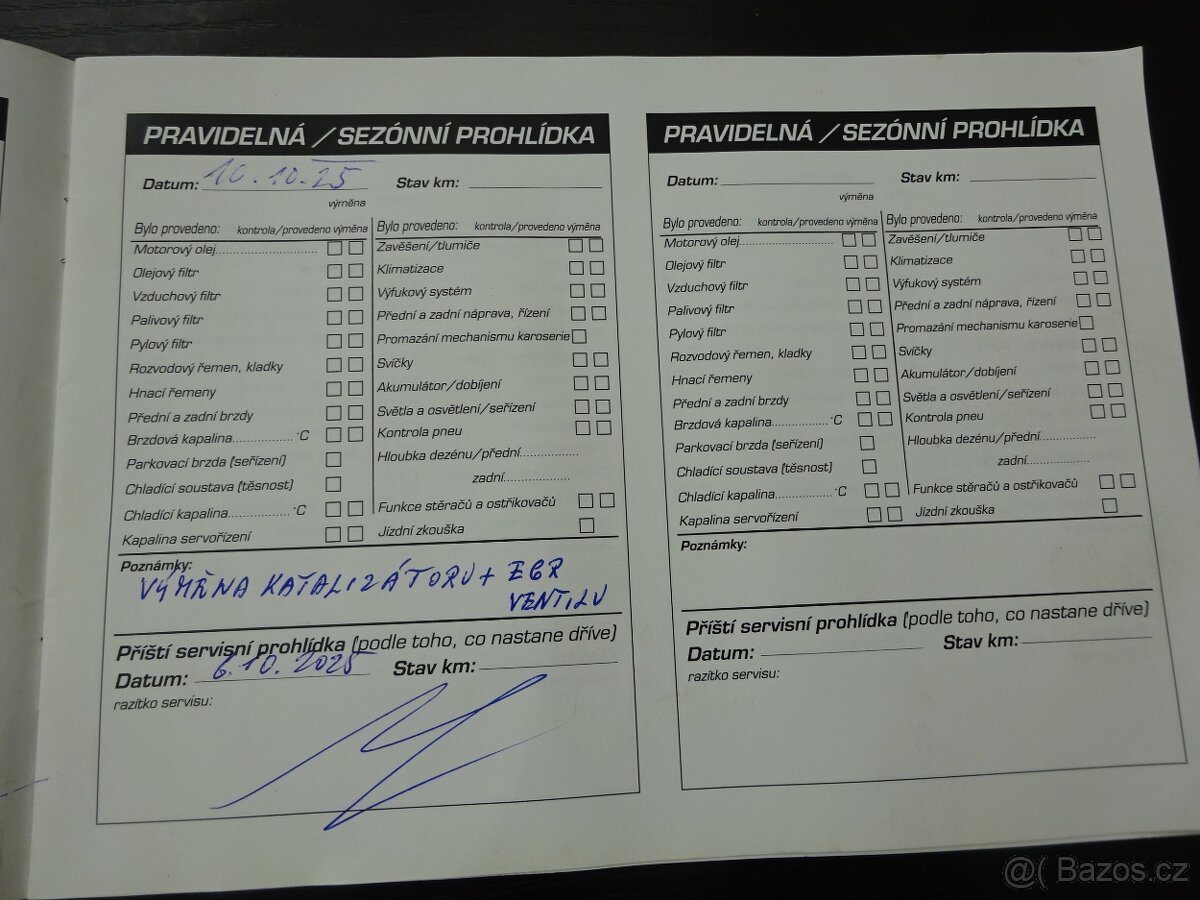 PRAVIDELNÁ / SEZÓNNÍ PROHLÍDKA
Datum: 10.10.25 Stav km:
výměna
Bylo provedeno: kontrola/provedeno výměna
Motorový olej
Olejový filtr
Vzduchový filtr
Palivový filtr
Pylový filtr
Rozvodový řemen, kladky
Hnací řemeny
Přední a zadní brzdy
Brzdová kapalina................°C
Parkovací brzda (seřízení)
Chladící soustava (těsnost)
Chladící kapalina................°C
Kapalina servořízení
Bylo provedeno: kontrola/provedeno výměna
Zavěšení/tlumiče
Klimatizace
Výfukový systém
Přední a zadní náprava, řízení
Promazání mechanismu karoserie
Svíčky
Akumulátor/dobíjení
Světla a osvětlení/seřízení
Kontrola pneu
Hloubka dezénu/přední...............
zadní.................
Funkce stěračů a ostřikovačů
Jízdní zkouška
Poznámky:
VÝMĚNA KATALIZÁTORU + EGR
VENTILU
Příští servisní prohlídka (podle toho, co nastane dříve)
Datum: 6.10.2025 Stav km:
razítko servisu:
PRAVIDELNÁ / SEZÓNNÍ PROHLÍDKA
Datum: Stav km:
výměna
Bylo provedeno: kontrola/provedeno výměna
Motorový olej
Olejový filtr
Vzduchový filtr
Palivový filtr
Pylový filtr
Rozvodový řemen, kladky
Hnací řemeny
Přední a zadní brzdy
Brzdová kapalina................°C
Parkovací brzda (seřízení)
Chladící soustava (těsnost)
Chladící kapalina................°C
Kapalina servořízení
Bylo provedeno: kontrola/provedeno výměna
Zavěšení/tlumiče
Klimatizace
Výfukový systém
Přední a zadní náprava, řízení
Promazání mechanismu karoserie
Svíčky
Akumulátor/dobíjení
Světla a osvětlení/seřízení
Kontrola pneu
Hloubka dezénu/přední...............
zadní.................
Funkce stěračů a ostřikovačů
Jízdní zkouška
Poznámky:
Příští servisní prohlídka (podle toho, co nastane dříve)
Datum: Stav km:
razítko servisu:
@( Bazos.cz